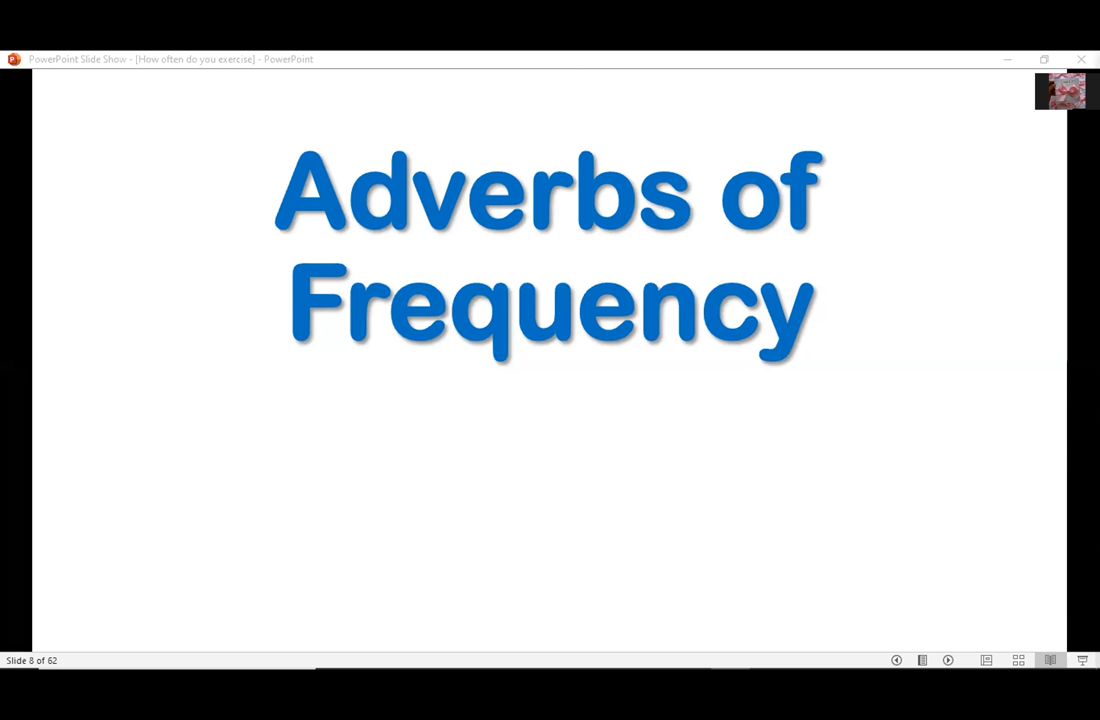 PowerPoint Slide Show - [How often do you exercise] - PowerPoint
Adverbs of
Frequency
Slide 8 of 62